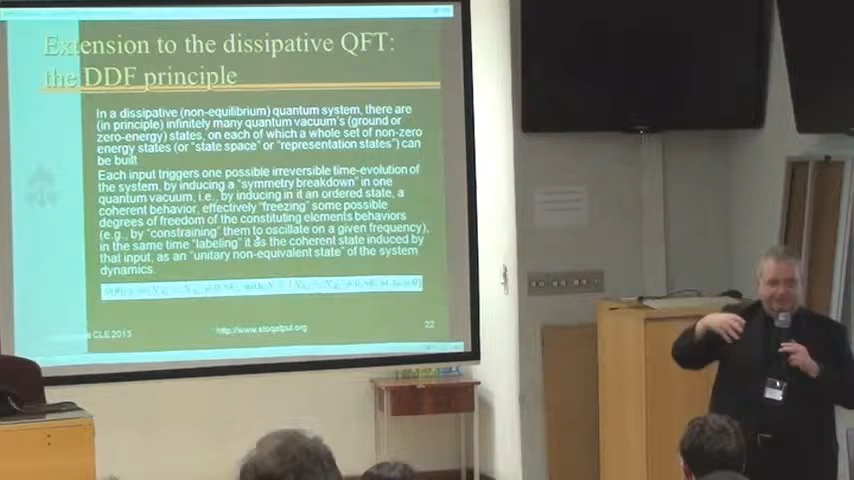 Extension to the dissipative QFT:
the DDF principle
In a dissipative (non-equilibrium) quantum system, there are
(in principle) infinitely many quantum vacuum's (ground or
zero-energy) states, on each of which a whole set of non-zero
energy states (or "state space" or "representation states") can
be built
Each input triggers one possible irreversible time-evolution of
the system, by inducing a "symmetry breakdown" in one
quantum vacuum, i.e., by inducing in it an ordered state, a
coherent behavior, effectively "freezing" some possible
degrees of freedom of the constituting elements behaviors
(e.g., by "constraining" them to oscillate on a given frequency),
in the same time "labeling" it as the coherent state induced by
that input, as an "unitary non-equivalent state" of the system
dynamics.
CLE 2013
http://www.stoqatpul.org
22